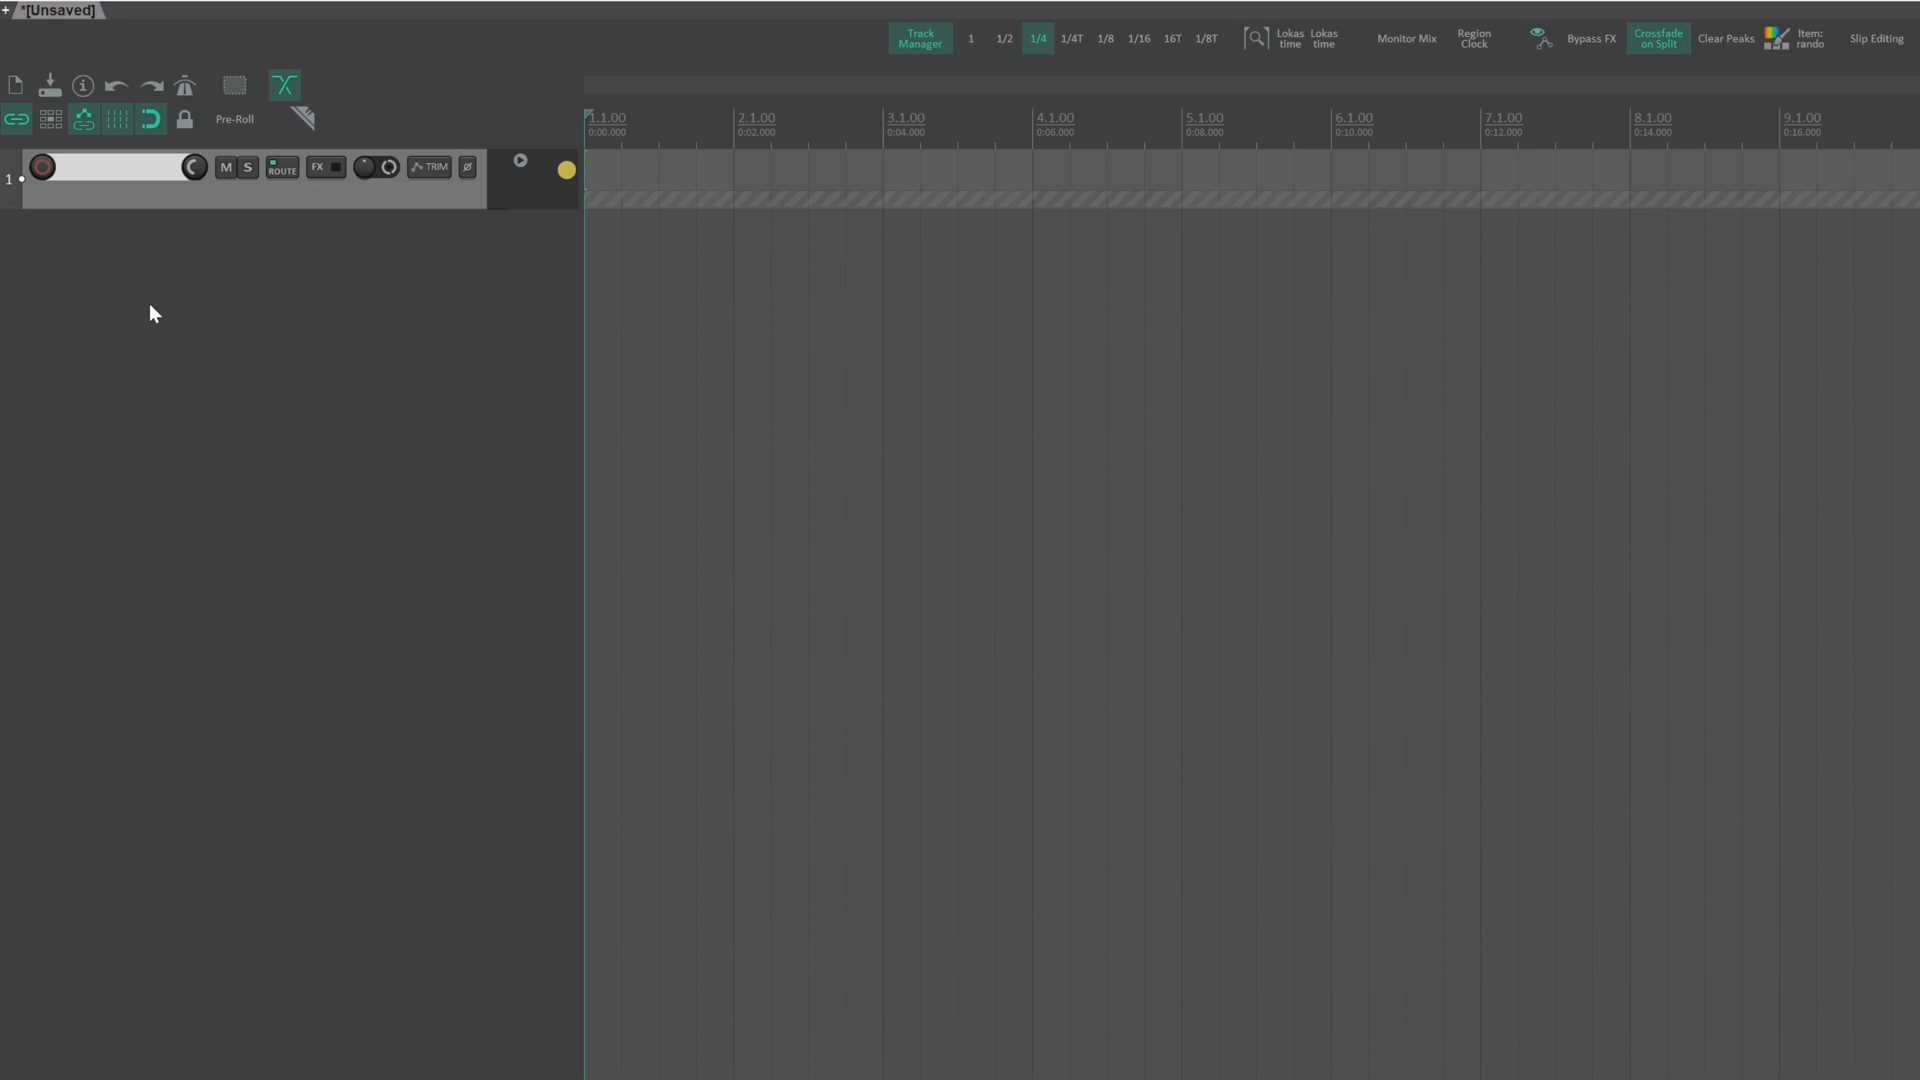 + *[Unsaved]
Track Manager 1 1/2 1/4 1/4T 1/8 1/16 16T 1/8T Lokas time Lokas time Monitor Mix Region Clock Bypass FX Crossfade on Split Clear Peaks Item: rando Slip Editing
Pre-Roll
1.1.00 2.1.00 3.1.00 4.1.00 5.1.00 6.1.00 7.1.00 8.1.00 9.1.00
0:00.000 0:02.000 0:04.000 0:06.000 0:08.000 0:10.000 0:12.000 0:14.000 0:16.000
1 M S ROUTE FX TRIM ø